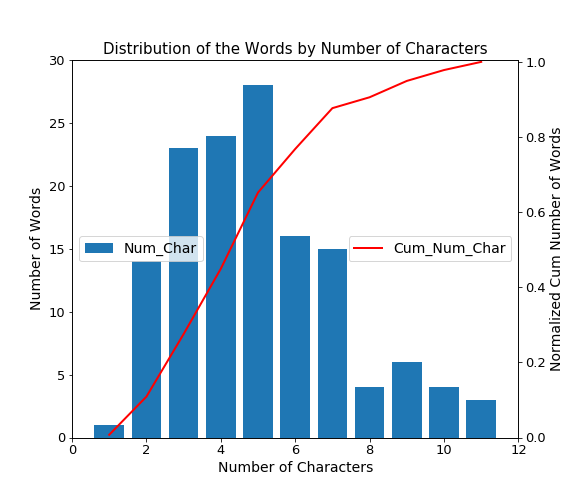 Distribution of the Words by Number of Characters
30
25
20
15
10
5
0
Number of Words
Num_Char
Cum_Num_Char
1.0
0.8
0.6
0.4
0.2
0.0
Normalized Cum Number of Words
0 2 4 6 8 10 12
Number of Characters